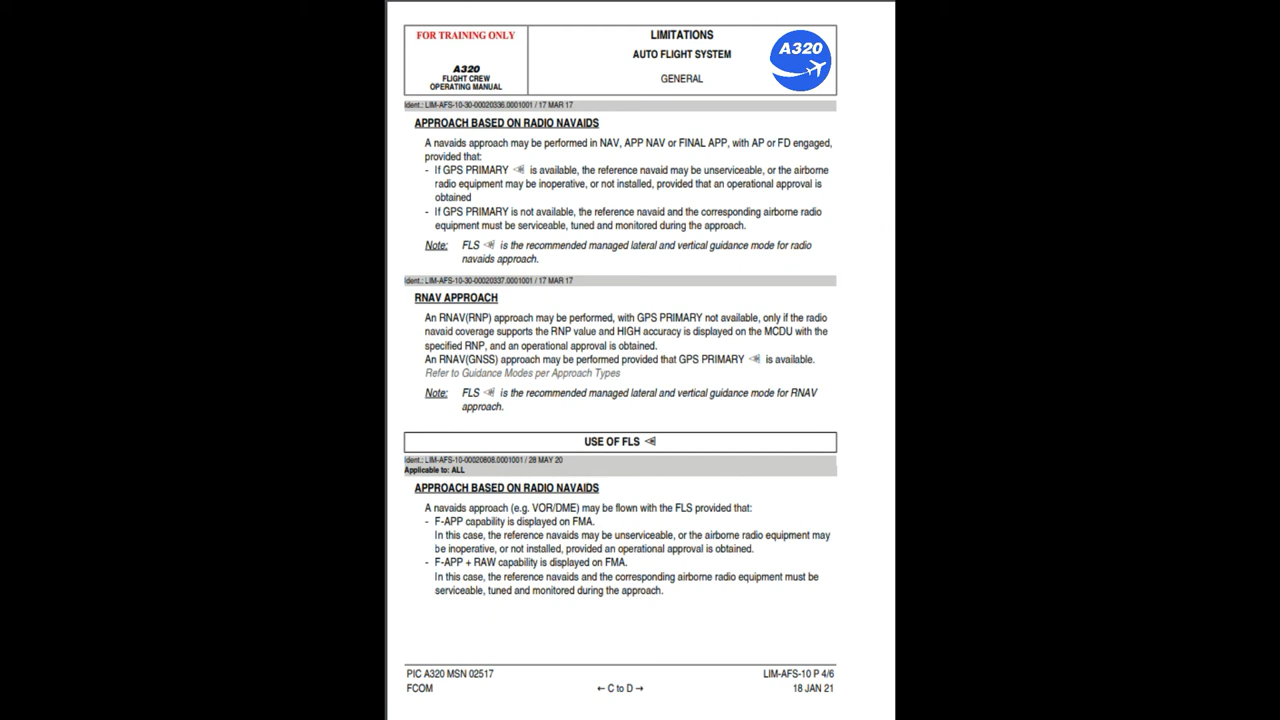 FOR TRAINING ONLY
A320
FLIGHT CREW
OPERATING MANUAL
LIMITATIONS
AUTO FLIGHT SYSTEM
GENERAL
A320
Ident.: LIM-AFS-10-30-00020336.0001001 / 17 MAR 17
APPROACH BASED ON RADIO NAVAIDS
A navaids approach may be performed in NAV, APP NAV or FINAL APP, with AP or FD engaged,
provided that:
- If GPS PRIMARY is available, the reference navaid may be unserviceable, or the airborne
radio equipment may be inoperative, or not installed, provided that an operational approval is
obtained
- If GPS PRIMARY is not available, the reference navaid and the corresponding airborne radio
equipment must be serviceable, tuned and monitored during the approach.
Note: FLS is the recommended managed lateral and vertical guidance mode for radio
navaids approach.
Ident.: LIM-AFS-10-30-00020337.0001001 / 17 MAR 17
RNAV APPROACH
An RNAV(RNP) approach may be performed, with GPS PRIMARY not available, only if the radio
navaid coverage supports the RNP value and HIGH accuracy is displayed on the MCDU with the
specified RNP, and an operational approval is obtained.
An RNAV(GNSS) approach may be performed provided that GPS PRIMARY is available.
Refer to Guidance Modes per Approach Types
Note: FLS is the recommended managed lateral and vertical guidance mode for RNAV
approach.
USE OF FLS
Ident.: LIM-AFS-10-00020808.0001001 / 28 MAY 20
Applicable to: ALL
APPROACH BASED ON RADIO NAVAIDS
A navaids approach (e.g. VOR/DME) may be flown with the FLS provided that:
- F-APP capability is displayed on FMA.
In this case, the reference navaids may be unserviceable, or the airborne radio equipment may
be inoperative, or not installed, provided an operational approval is obtained.
- F-APP + RAW capability is displayed on FMA.
In this case, the reference navaids and the corresponding airborne radio equipment must be
serviceable, tuned and monitored during the approach.
PIC A320 MSN 02517
LIM-AFS-10 P 4/6
FCOM
← C to D →
18 JAN 21